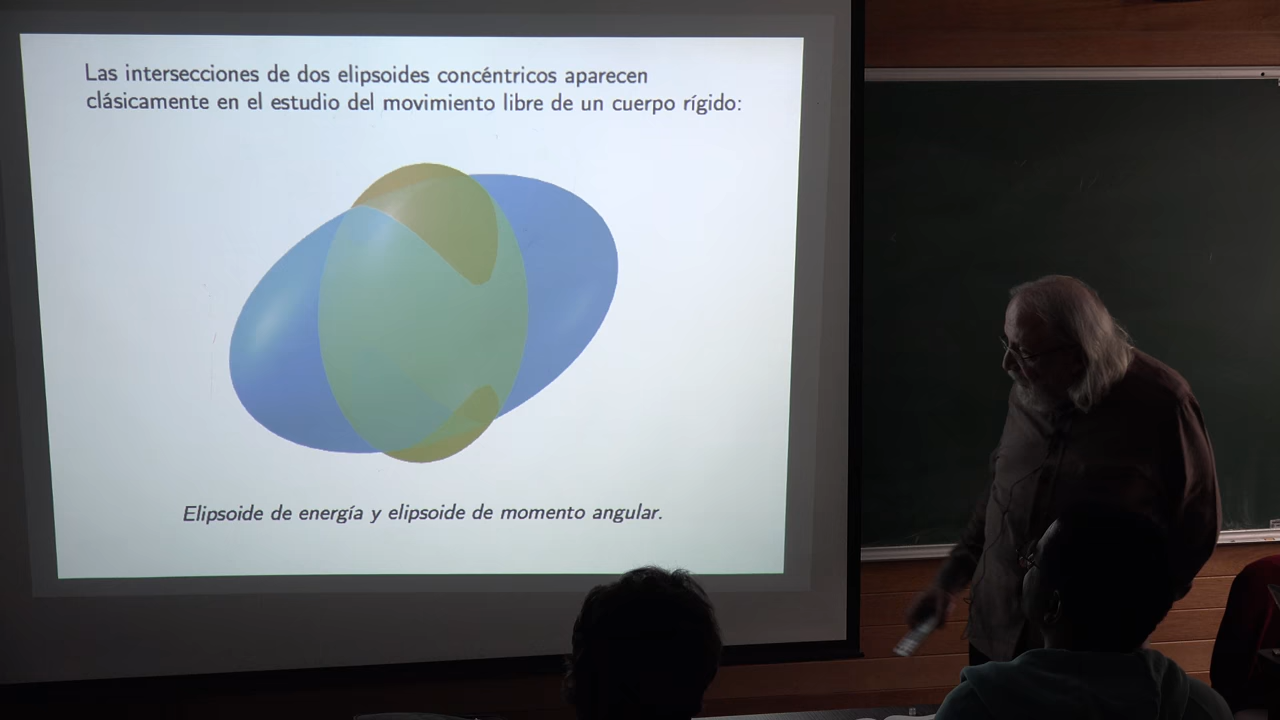 Las intersecciones de dos elipsoides concéntricos aparecen
clásicamente en el estudio del movimiento libre de un cuerpo rígido:
Elipsoide de energía y elipsoide de momento angular.